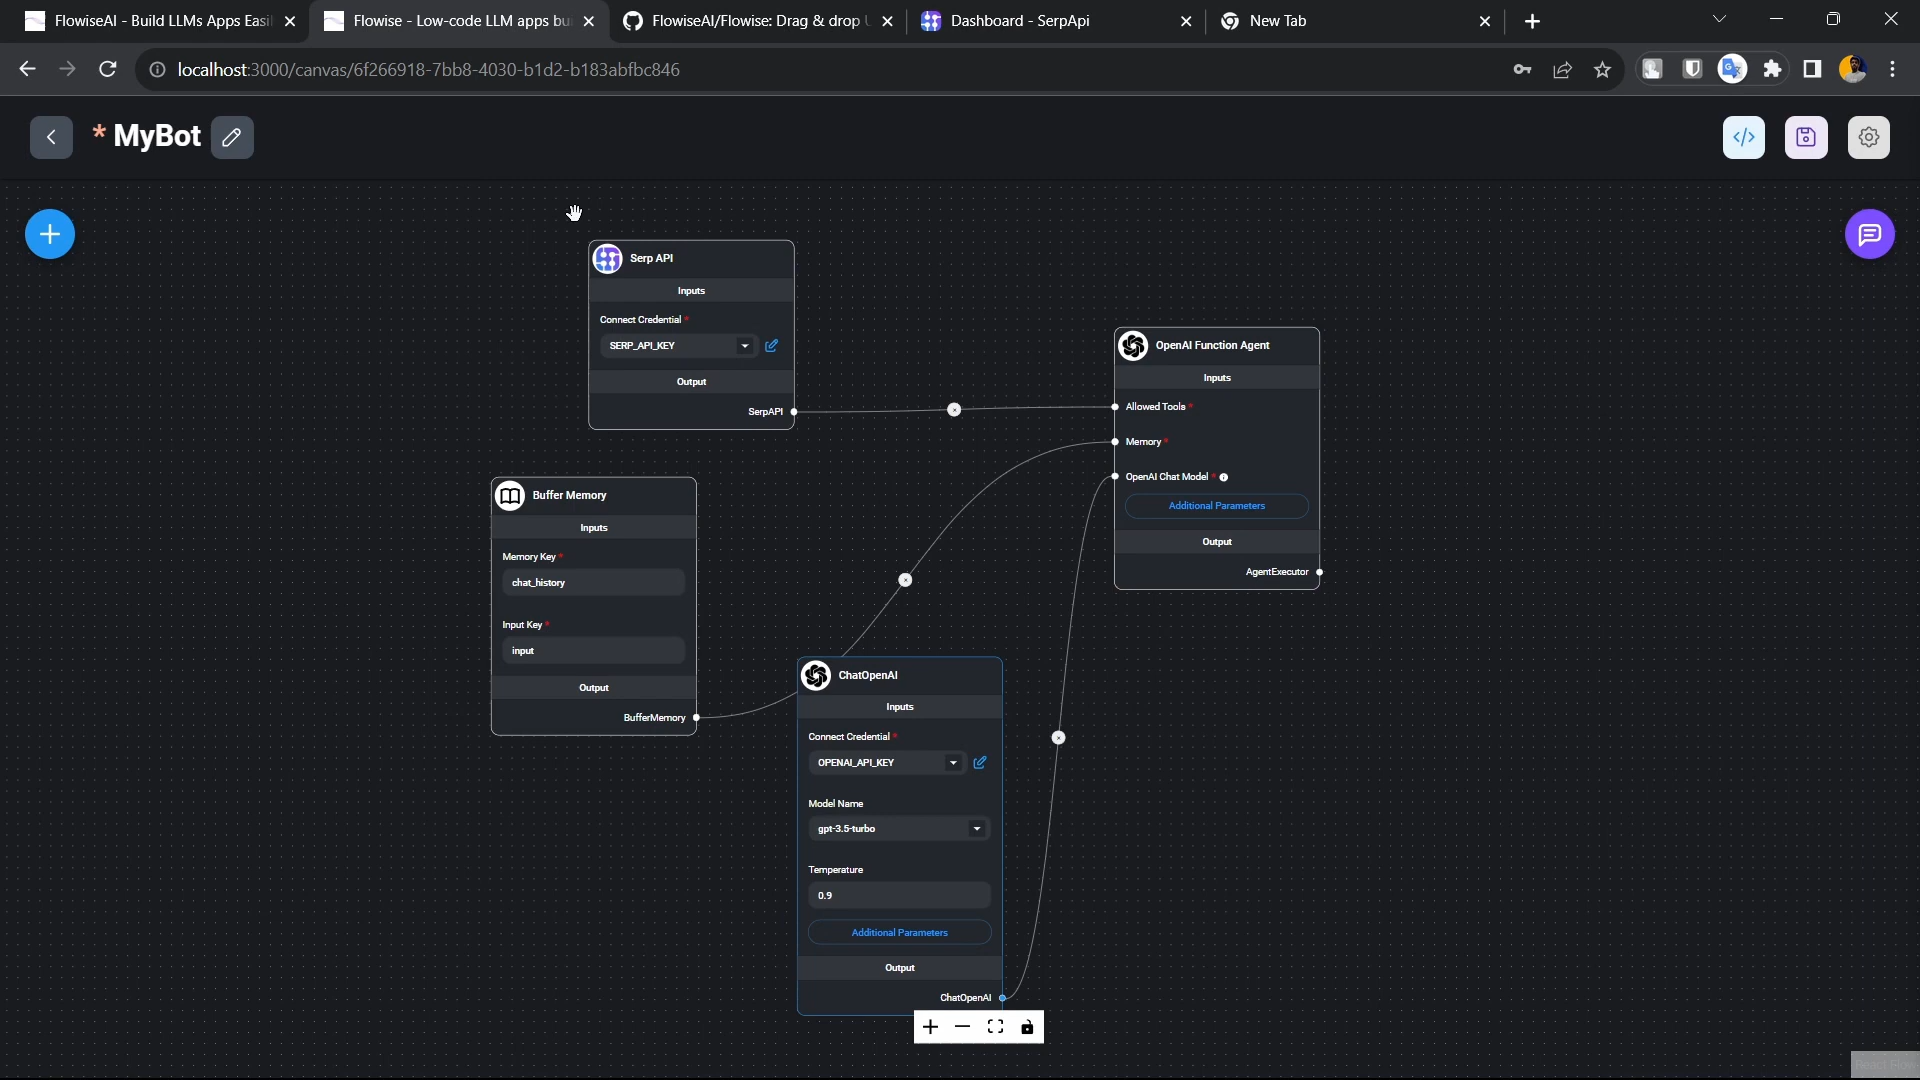 FlowiseAI - Build LLMs Apps Easil
Flowise - Low-code LLM apps bu
FlowiseAI/Flowise: Drag & drop U
Dashboard - SerpApi
New Tab
localhost:3000/canvas/6f266918-7bb8-4030-b1d2-b183abfbc846
* MyBot
Serp API
Inputs
Connect Credential *
SERP_API_KEY
Output
SerpAPI
OpenAI Function Agent
Inputs
Allowed Tools *
Memory *
OpenAI Chat Model *
Additional Parameters
Output
AgentExecutor
Buffer Memory
Inputs
Memory Key *
chat_history
Input Key *
input
Output
BufferMemory
ChatOpenAI
Inputs
Connect Credential *
OPENAI_API_KEY
Model Name
gpt-3.5-turbo
Temperature
0.9
Additional Parameters
Output
ChatOpenAI
React Flow